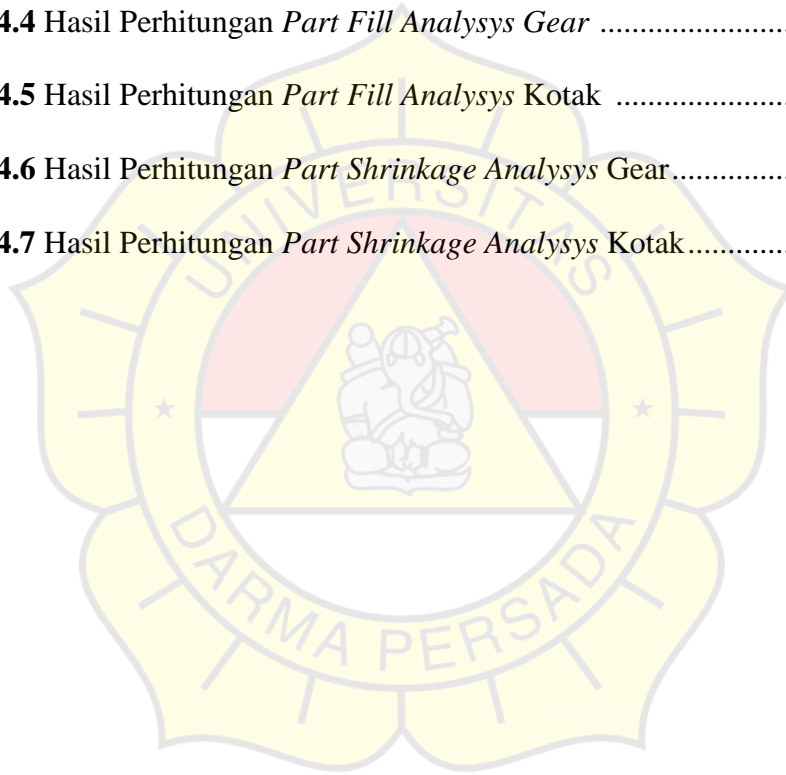 4.4 Hasil Perhitungan Part Fill Analysys Gear ........................
4.5 Hasil Perhitungan Part Fill Analysys Kotak ......................
4.6 Hasil Perhitungan Part Shrinkage Analysys Gear...............
4.7 Hasil Perhitungan Part Shrinkage Analysys Kotak.............
UNIVERSITAS
DARMA PERSADA